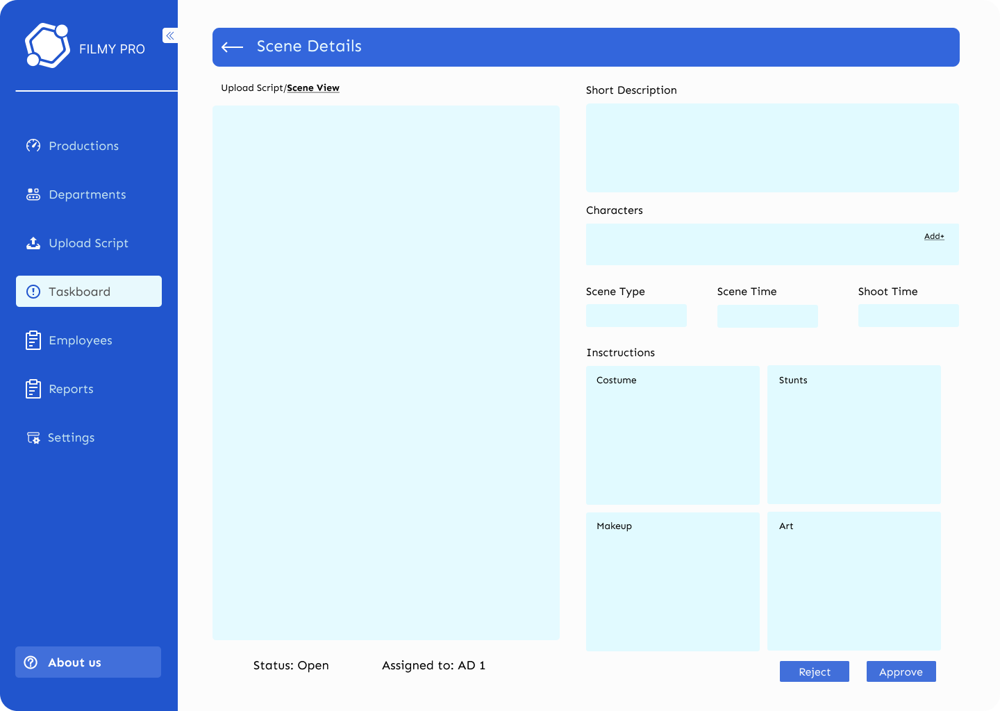 FILMY PRO
Productions
Departments
Upload Script
Taskboard
Employees
Reports
Settings
About us
Scene Details
Upload Script/Scene View
Status: Open
Assigned to: AD 1
Short Description
Characters
Add+
Scene Type
Scene Time
Shoot Time
Insctructions
Costume
Stunts
Makeup
Art
Reject
Approve